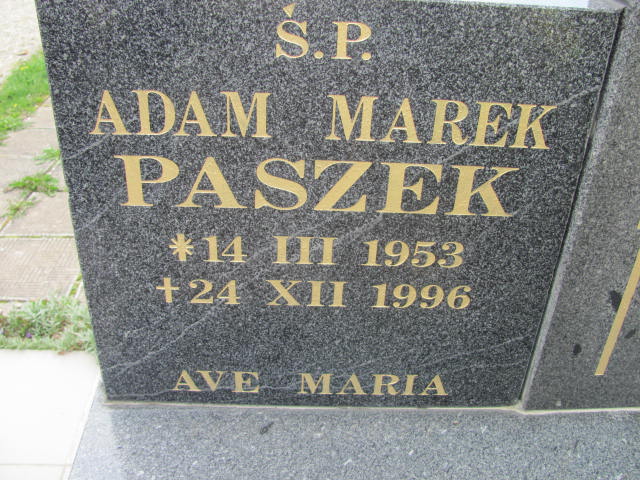 Ś.P.
ADAM MAREK
PASZEK
*14 III 1953
†24 XII 1996
AVE MARIA